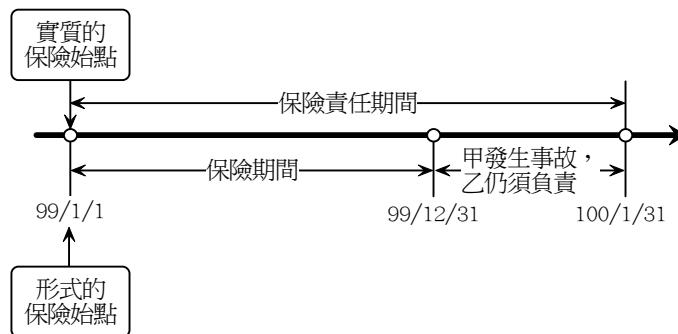 實質的
保險始點
保險責任期間
保險期間
甲發生事故，
乙仍須負責
99/1/1
99/12/31
100/1/31
形式的
保險始點